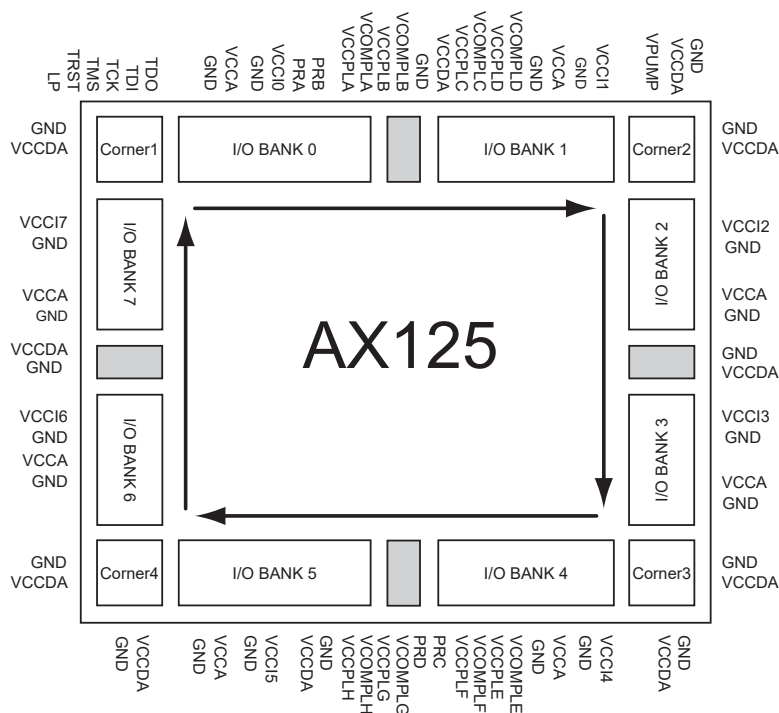 LP
TRST
TMS
TCK
TDI
TDO
GND
VCCA
GND
VCCI0
PRA
PRB
VCCPLA
VCOMPLA
VCCPLB
VCOMPLB
GND
VCCDA
VCCPLC
VCOMPLC
VCCPLD
VCOMPLD
GND
VCCA
GND
VCCI1
VPUMP
VCCDA
GND
GND
VCCDA
Corner1
I/O BANK 0
I/O BANK 1
Corner2
GND
VCCDA
VCCI7
GND
VCCA
GND
I/O BANK 7
I/O BANK 2
VCCI2
GND
VCCA
GND
AX125
VCCDA
GND
GND
VCCDA
VCCI6
GND
VCCA
GND
I/O BANK 6
I/O BANK 3
VCCI3
GND
VCCA
GND
GND
VCCDA
Corner4
I/O BANK 5
I/O BANK 4
Corner3
GND
VCCDA
GND
VCCDA
GND
VCCA
GND
VCCI5
VCCDA
GND
VCCPLH
VCOMPLH
VCCPLG
VCOMPLG
PRD
PRC
VCCPLF
VCOMPLF
VCCPLE
VCOMPLE
GND
VCCA
GND
VCCI4
VCCDA
GND